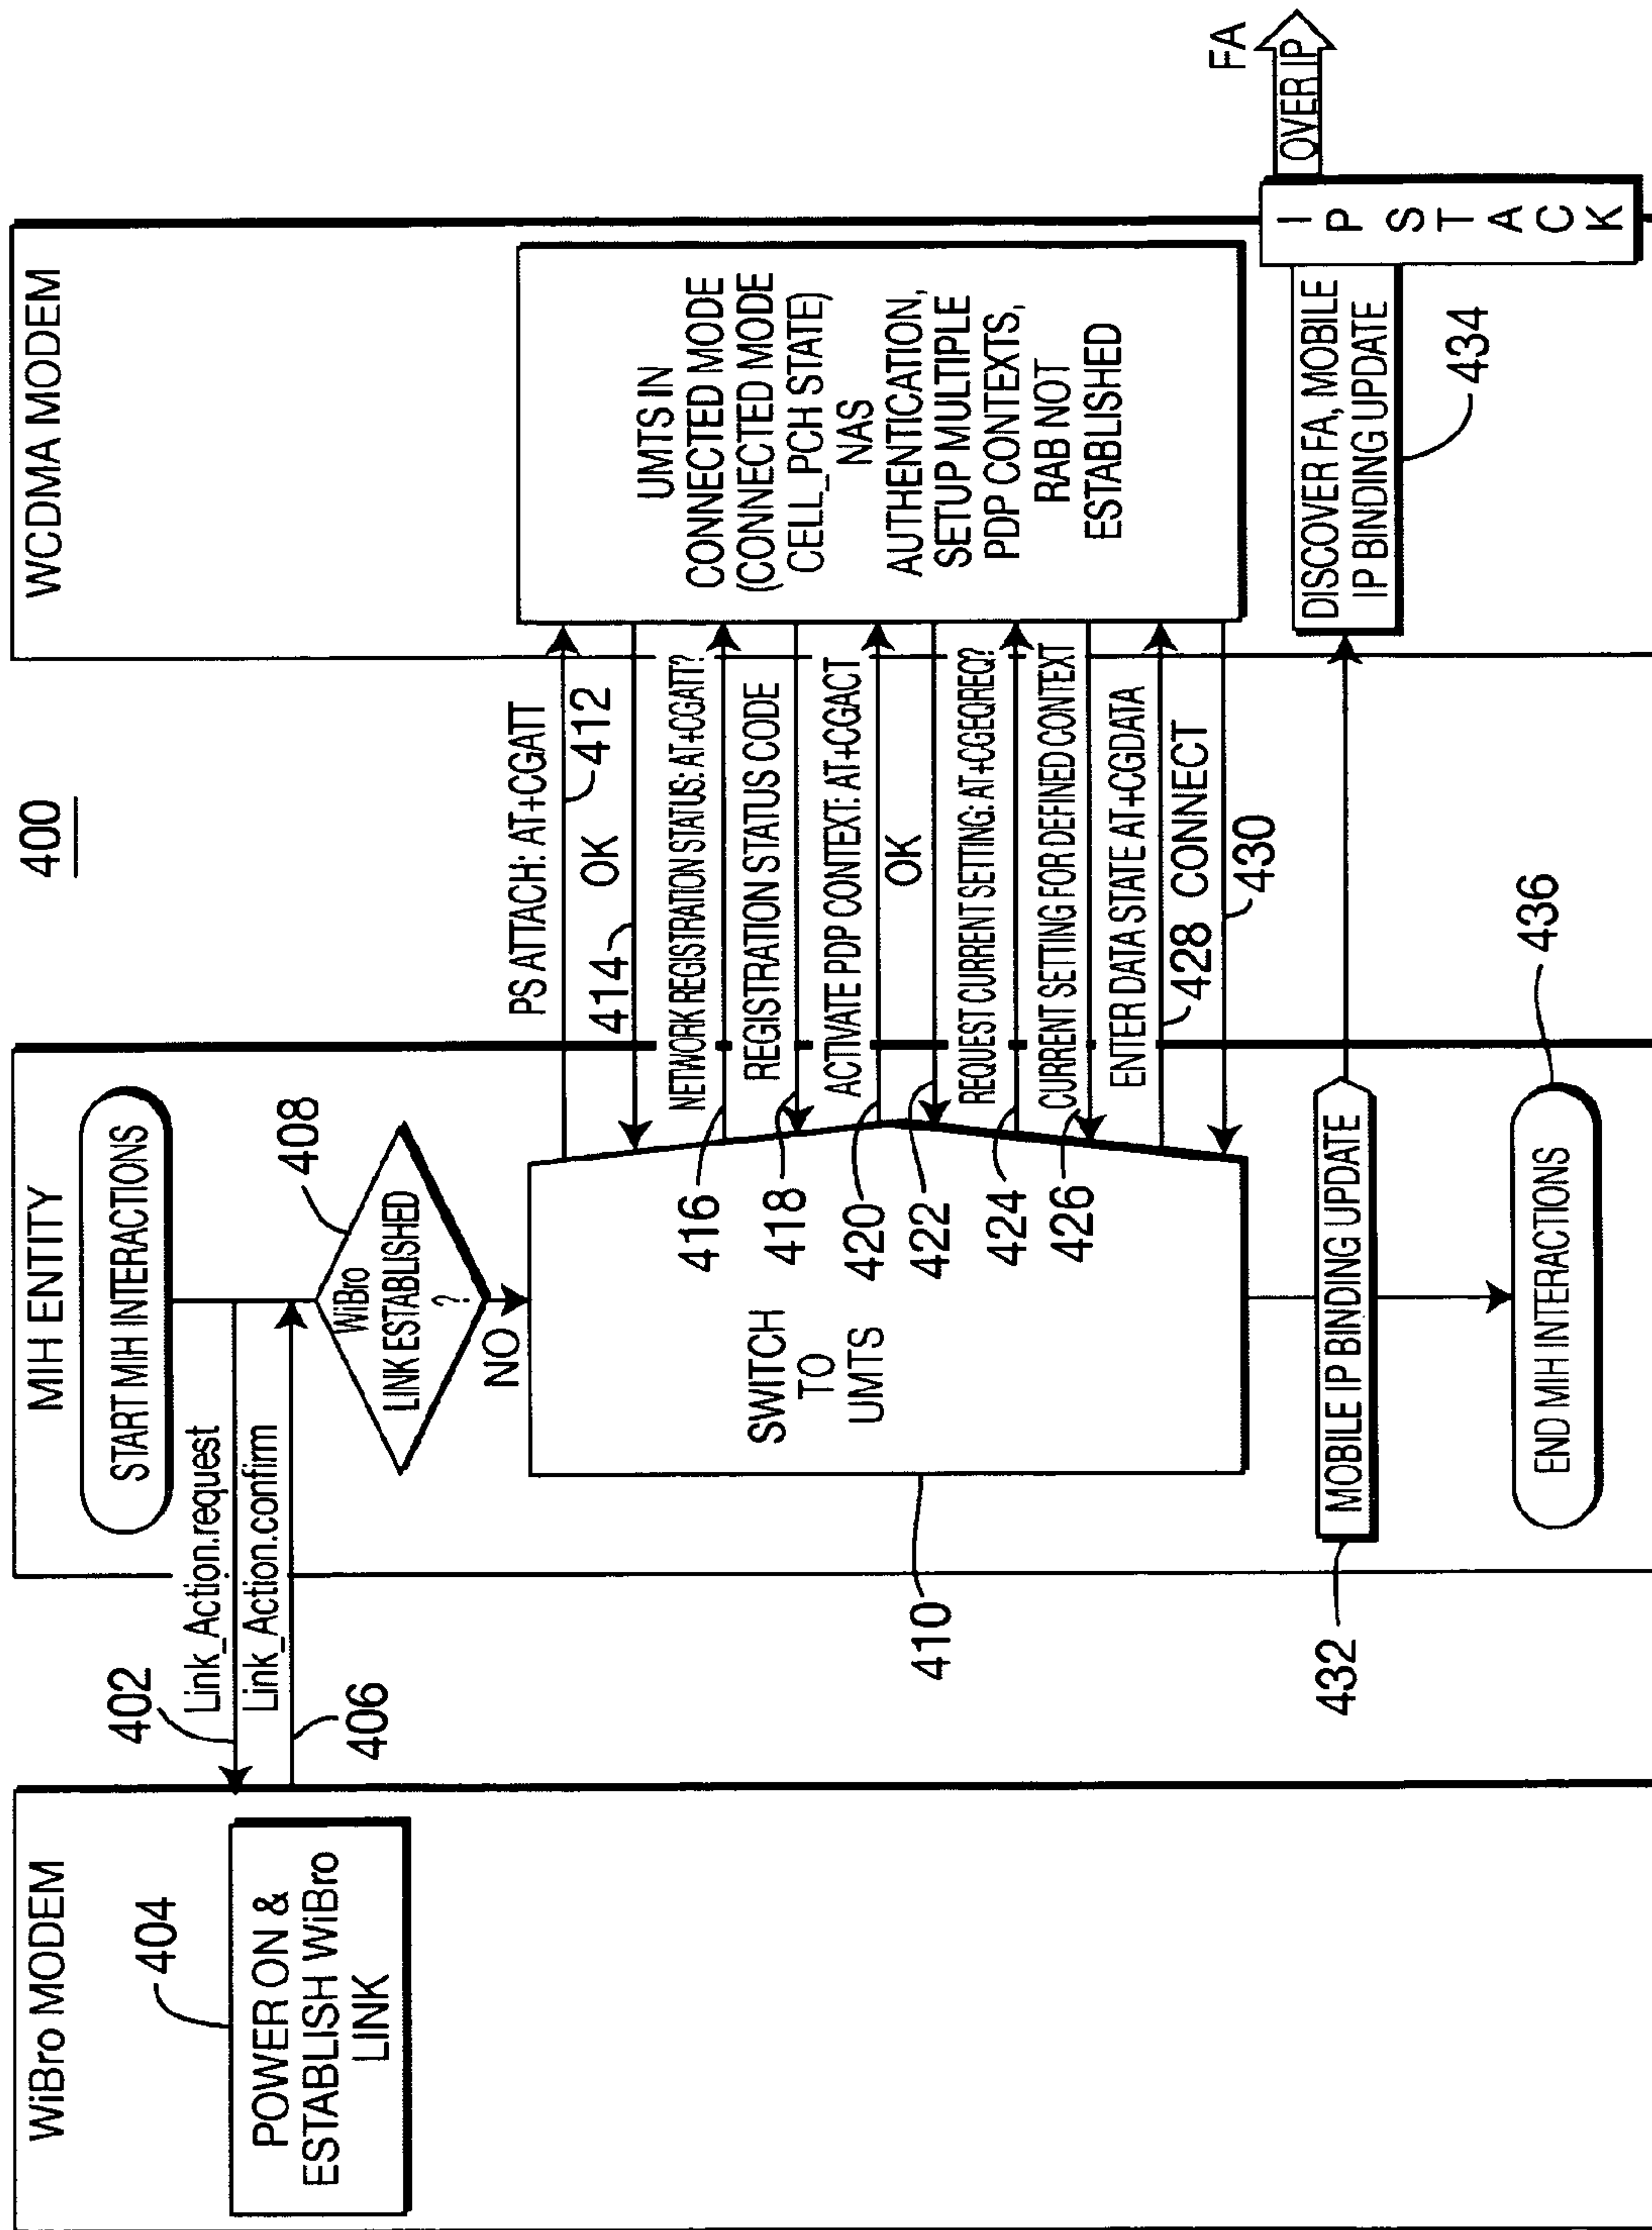 400
WiBro MODEM
404
POWER ON &
ESTABLISH WiBro
LINK
402
Link_Action.request
Link_Action.confirm
406
MIH ENTITY
START MIH INTERACTIONS
408
WiBro
LINK ESTABLISHED
?
NO
SWITCH
TO
UMTS
410
416
418
420
422
424
426
432
MOBILE IP BINDING UPDATE
END MIH INTERACTIONS
436
PS ATTACH: AT+CGATT
412
414
OK
NETWORK REGISTRATION STATUS: AT+CGATT?
REGISTRATION STATUS CODE
ACTIVATE PDP CONTEXT: AT+CGACT
OK
REQUEST CURRENT SETTING: AT+CGEQREQ?
CURRENT SETTING FOR DEFINED CONTEXT
ENTER DATA STATE AT+CGDATA
428
CONNECT
430
WCDMA MODEM
UMTS IN
CONNECTED MODE
(CONNECTED MODE
CELL_PCH STATE)
NAS
AUTHENTICATION,
SETUP MULTIPLE
PDP CONTEXTS,
RAB NOT
ESTABLISHED
DISCOVER FA, MOBILE
IP BINDING UPDATE
434
IP STACK
OVER IP
FA